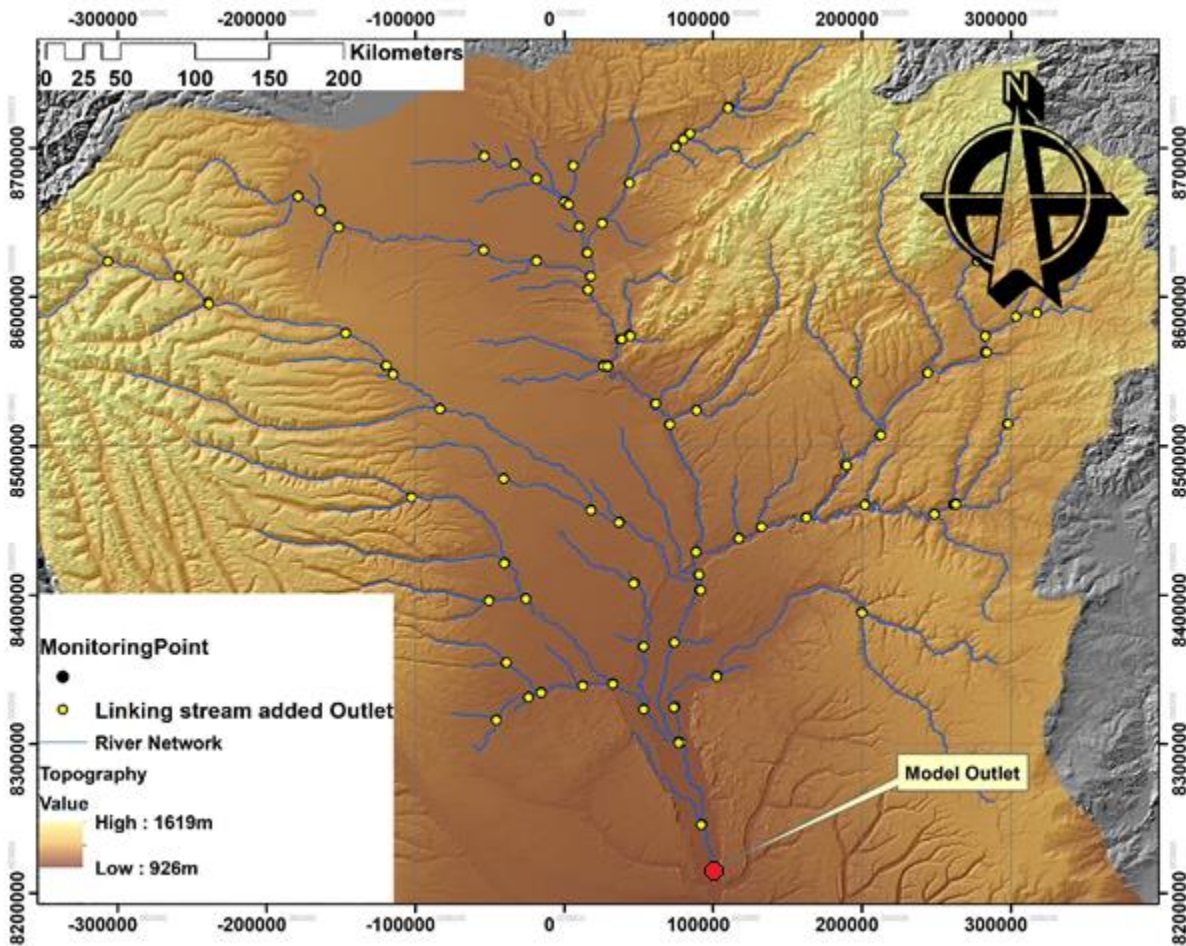 -300000 -200000 -100000 0 100000 200000 300000
Kilometers
0 25 50 100 150 200
N
8700000 8700000
8600000 8600000
8500000 8500000
8400000 8400000
8300000 8300000
8200000 8200000
MonitoringPoint
Linking stream added Outlet
River Network
Topography
Value
High : 1619m
Low : 926m
Model Outlet
-300000 -200000 -100000 0 100000 200000 300000